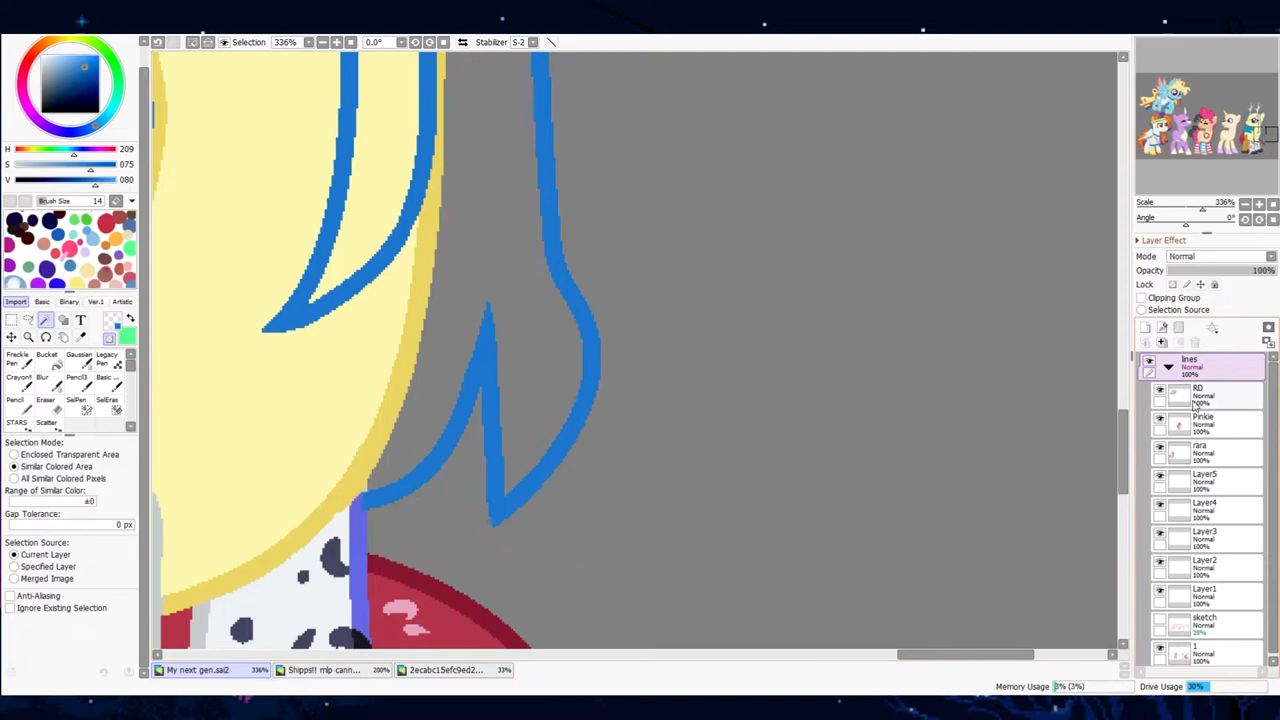 Selection 336% 0.0° Stabilizer S-2
H 209
S 075
V 080
Brush Size 14
Import Basic Binary Ver.1 Artistic
T
Freckle Pen Bucket Gaussian Legacy Pen
Crayon! Blur Pencil3 Basic ...
Pencil Eraser SelPen SelEras
STARS Scatter
Selection Mode:
Enclosed Transparent Area
Similar Colored Area
All Similar Colored Pixels
Range of Similar Color:
±0
Gap Tolerance:
0 px
Selection Source:
Current Layer
Specified Layer
Merged Image
Anti-Aliasing
Ignore Existing Selection
My next gen.sai2 336% Shipps!! mlp cann... 200% 2ecabc15efc9ed2... 33%
Memory Usage 3% (3%) Drive Usage 30%
Scale 336%
Angle 0°
Layer Effect
Mode Normal
Opacity 100%
Lock
Clipping Group
Selection Source
lines
Normal
100%
RD
Normal
100%
Pinkie
Normal
100%
rara
Normal
100%
Layer5
Normal
100%
Layer4
Normal
100%
Layer3
Normal
100%
Layer2
Normal
100%
Layer1
Normal
100%
sketch
Normal
28%
1
Normal
100%